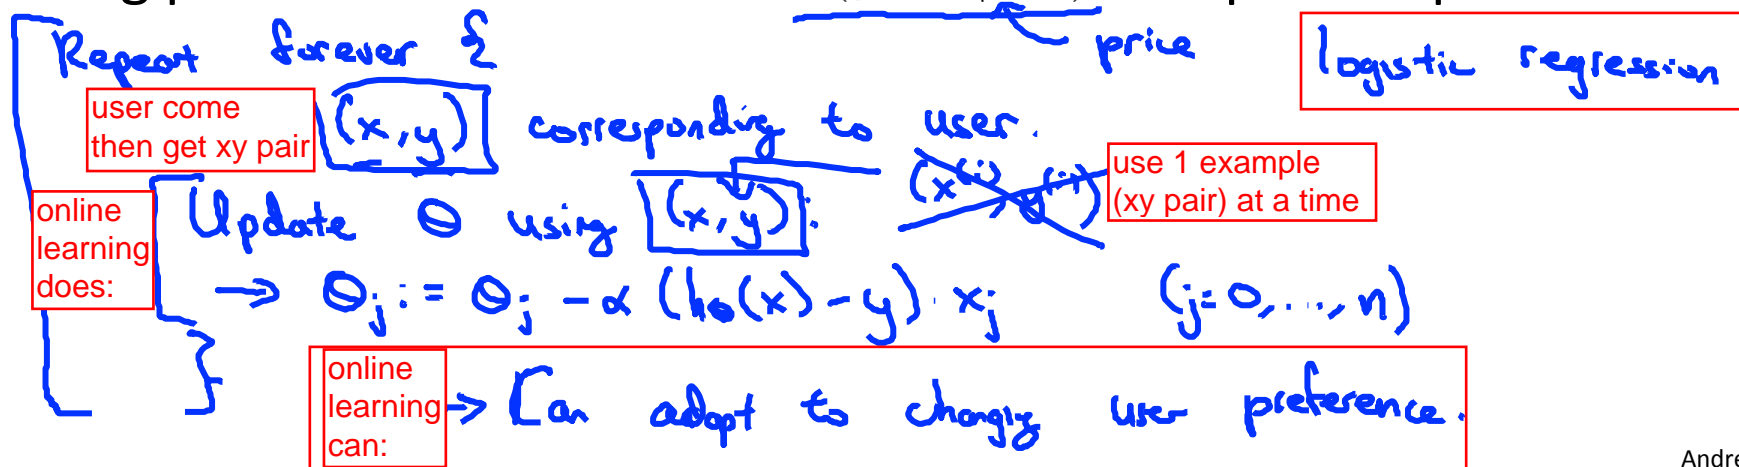 price
logistic regression
Repeat forever {
user come
then get xy pair
(x,y) corresponding to user.
online
learning
does:
Update θ using (x,y): (x⁽ⁱ⁾, y⁽ⁱ⁾)
use 1 example
(xy pair) at a time
→ θⱼ := θⱼ - α (hθ(x) - y) · xⱼ (j=0,...,n)
}
online
learning
can:
→ Can adopt to changig user preference.
Andre